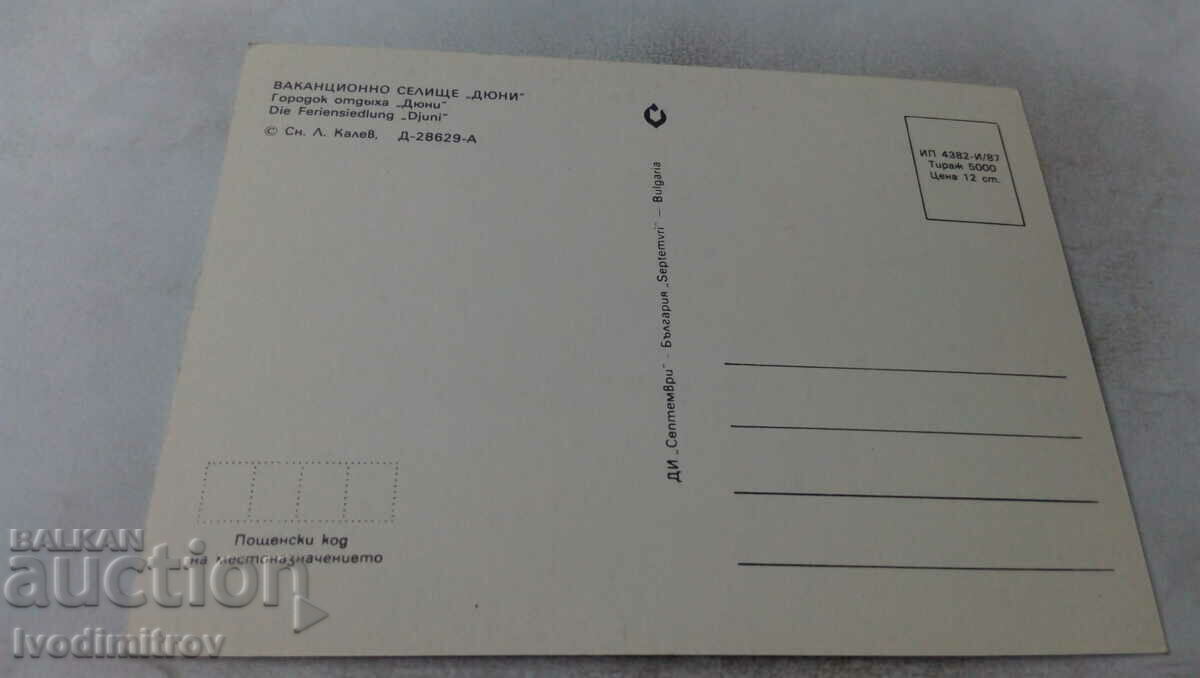 ВАКАНЦИОННО СЕЛИЩЕ „ДЮНИ"
Городок отдыха „Дюни"
Die Feriensiedlung „Djuni"
© Сн. Л. Калев, Д-28629-А
ДИ „Септември" - България „Septemvri" — Bulgaria
ИП 4382-И/87
Тираж 5000
Цена 12 ст.
Пощенски код
на местоназначението
BALKAN
auction
Ivodimitrov